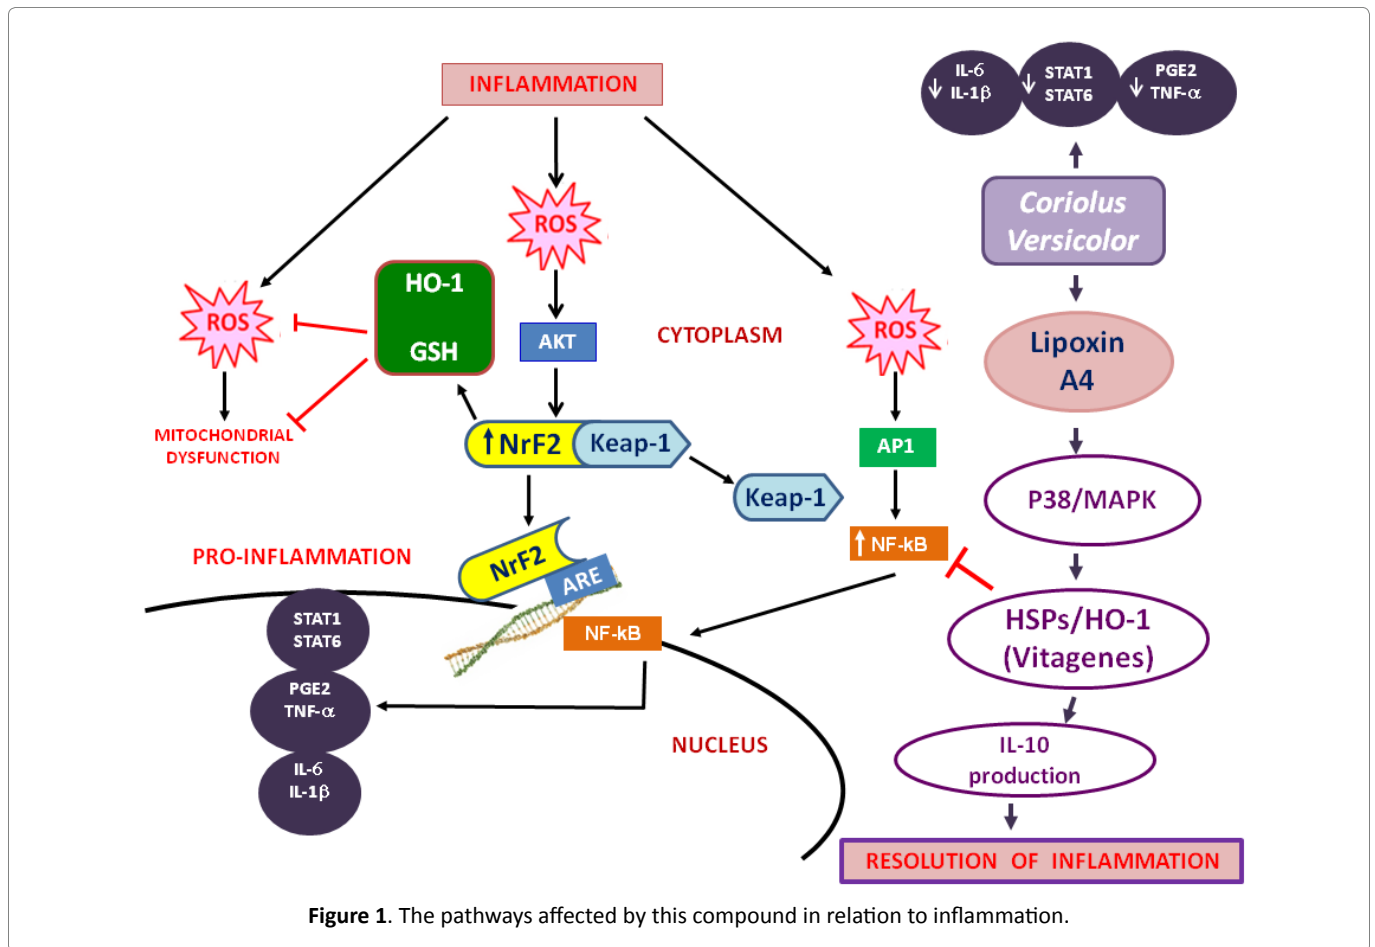 INFLAMMATION
IL-6
IL-1β
STAT1
STAT6
PGE2
TNF-α
Coriolus
Versicolor
ROS
HO-1
GSH
ROS
AKT
CYTOPLASM
ROS
Lipoxin
A4
MITOCHONDRIAL
DYSFUNCTION
NrF2
Keap-1
AP1
Keap-1
P38/MAPK
NF-kB
PRO-INFLAMMATION
NrF2
ARE
HSPs/HO-1
(Vitagenes)
STAT1
STAT6
NF-kB
PGE2
TNF-α
NUCLEUS
IL-10
production
IL-6
IL-1β
RESOLUTION OF INFLAMMATION
Figure 1. The pathways affected by this compound in relation to inflammation.